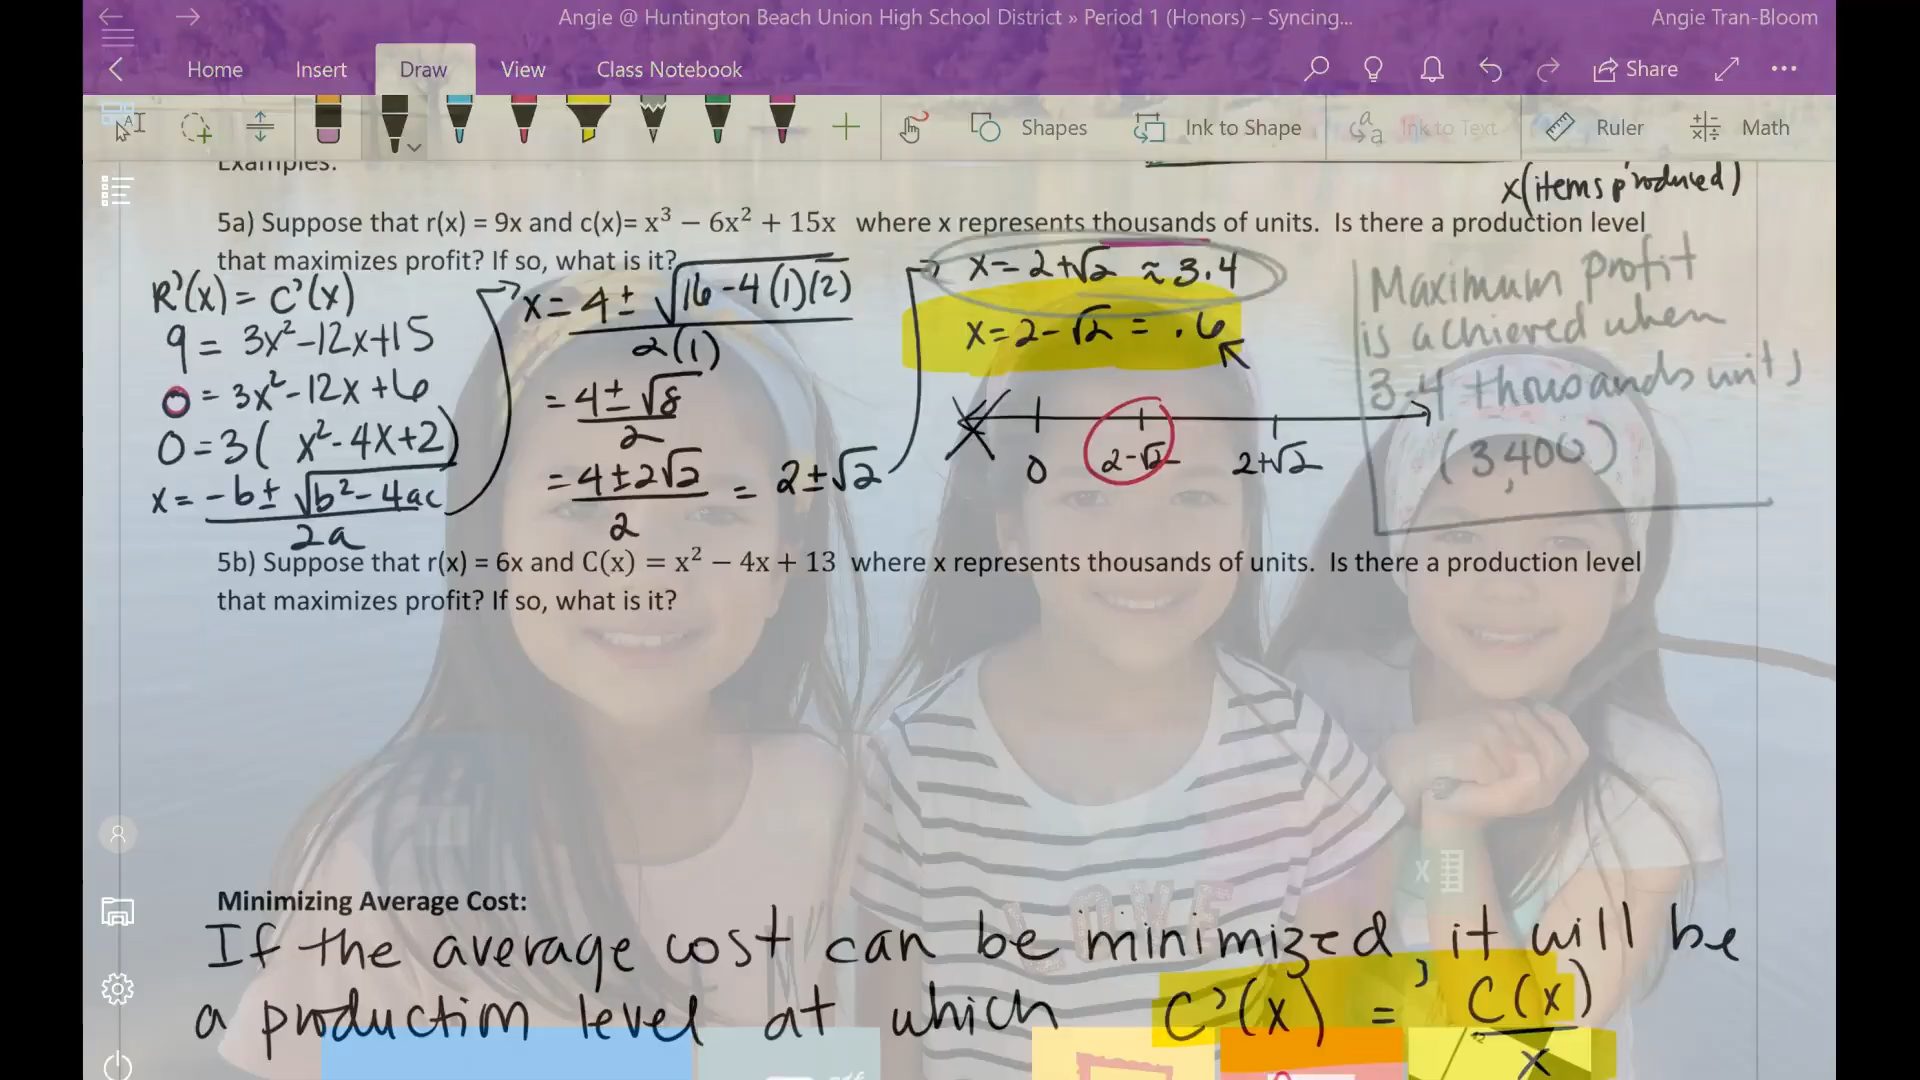 Angie @ Huntington Beach Union High School District » Period 1 (Honors) – Syncing...
Angie Tran-Bloom
Home Insert Draw View Class Notebook Share
Shapes Ink to Shape Ink to Text Ruler Math
Examples:
x(items produced)
5a) Suppose that r(x) = 9x and c(x)= x³ − 6x² + 15x where x represents thousands of units. Is there a production level
that maximizes profit? If so, what is it?
R'(x) = C'(x)
9 = 3x²-12x+15
0 = 3x²-12x+6
0=3( x²-4x+2)
x = -b± √b²-4ac
2a
x= 4± √16-4(1)(2)
2(1)
= 4±√8
2
= 4±2√2 = 2±√2
2
x=2+√2 ≈ 3.4
x=2-√2 = .6
0 2-√2 2+√2
Maximum profit
is achieved when
3.4 thousands units
(3,400)
5b) Suppose that r(x) = 6x and C(x) = x² − 4x + 13 where x represents thousands of units. Is there a production level
that maximizes profit? If so, what is it?
Minimizing Average Cost:
If the average cost can be minimized, it will be
a production level at which C'(x) = C(x)
x
LOVE